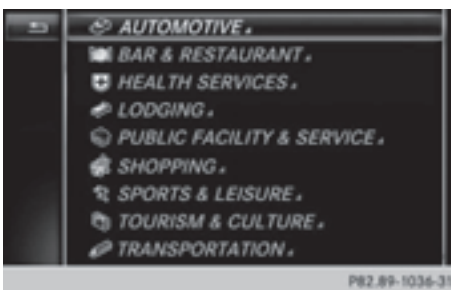 AUTOMOTIVE
BAR & RESTAURANT
HEALTH SERVICES
LODGING
PUBLIC FACILITY & SERVICE
SHOPPING
SPORTS & LEISURE
TOURISM & CULTURE
TRANSPORTATION
P82.89-1036-31